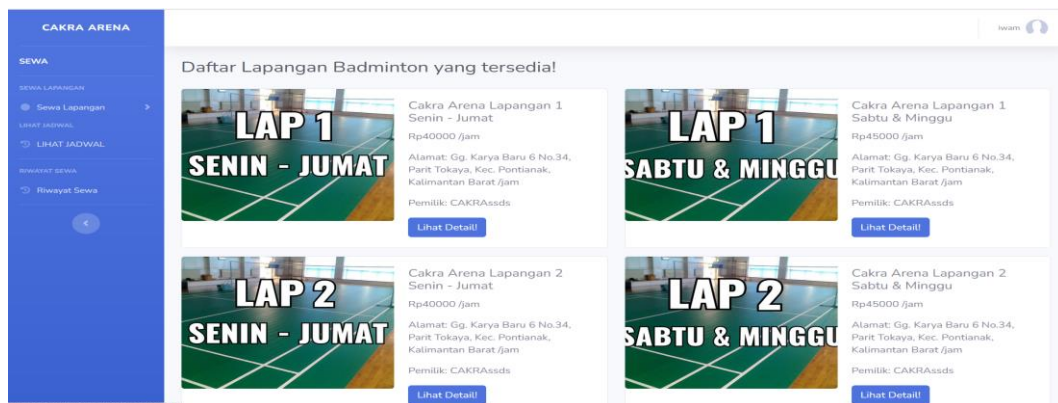 CAKRA ARENA
Iwam
SEWA
SEWA LAPANGAN
Sewa Lapangan
LIHAT JADWAL
LIHAT JADWAL
RIWAYAT SEWA
Riwayat Sewa
Daftar Lapangan Badminton yang tersedia!
LAP 1
SENIN - JUMAT
Cakra Arena Lapangan 1
Senin - Jumat
Rp40000 /jam
Alamat: Gg. Karya Baru 6 No.34,
Parit Tokaya, Kec. Pontianak,
Kalimantan Barat /jam
Pemilik: CAKRAssds
Lihat Detail!
LAP 1
SABTU & MINGGU
Cakra Arena Lapangan 1
Sabtu & Minggu
Rp45000 /jam
Alamat: Gg. Karya Baru 6 No.34,
Parit Tokaya, Kec. Pontianak,
Kalimantan Barat /jam
Pemilik: CAKRAssds
Lihat Detail!
LAP 2
SENIN - JUMAT
Cakra Arena Lapangan 2
Senin - Jumat
Rp40000 /jam
Alamat: Gg. Karya Baru 6 No.34,
Parit Tokaya, Kec. Pontianak,
Kalimantan Barat /jam
Pemilik: CAKRAssds
Lihat Detail!
LAP 2
SABTU & MINGGU
Cakra Arena Lapangan 2
Sabtu & Minggu
Rp45000 /jam
Alamat: Gg. Karya Baru 6 No.34,
Parit Tokaya, Kec. Pontianak,
Kalimantan Barat /jam
Pemilik: CAKRAssds
Lihat Detail!